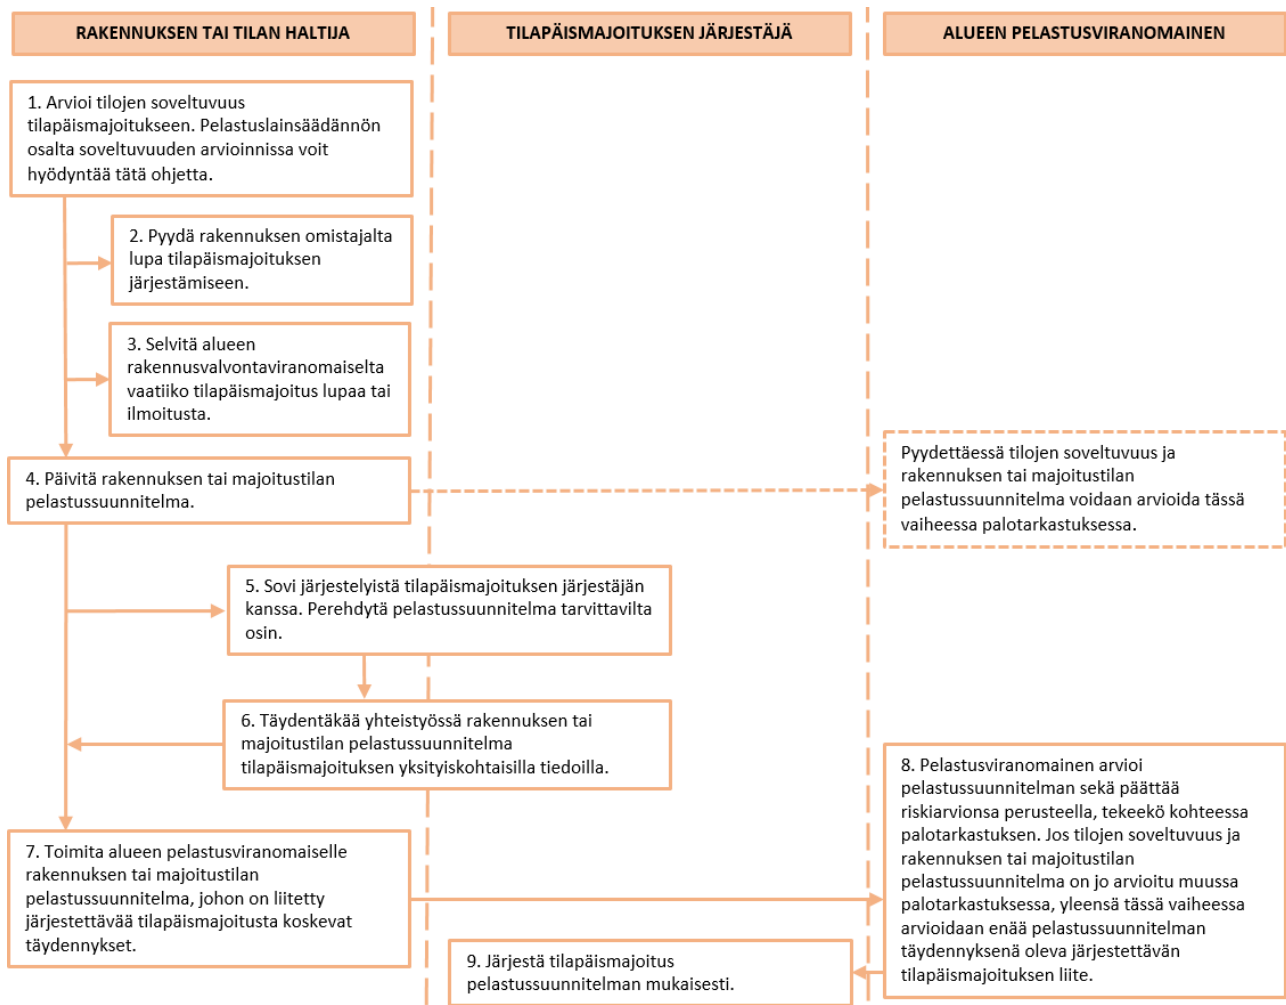 RAKENNUKSEN TAI TILAN HALTIJA
TILAPÄISMAJOITUKSEN JÄRJESTÄJÄ
ALUEEN PELASTUSVIRANOMAINEN
1. Arvioi tilojen soveltuvuus
tilapäismajoitukseen. Pelastuslainsäädännön
osalta soveltuvuuden arvioinnissa voit
hyödyntää tätä ohjetta.
2. Pyydä rakennuksen omistajalta
lupa tilapäismajoituksen
järjestämiseen.
3. Selvitä alueen
rakennusvalvontaviranomaiselta
vaatiiko tilapäismajoitus lupaa tai
ilmoitusta.
4. Päivitä rakennuksen tai majoitustilan
pelastussuunnitelma.
Pyydettäessä tilojen soveltuvuus ja
rakennuksen tai majoitustilan
pelastussuunnitelma voidaan arvioida tässä
vaiheessa palotarkastuksessa.
5. Sovi järjestelyistä tilapäismajoituksen järjestäjän
kanssa. Perehdytä pelastussuunnitelma tarvittavilta
osin.
6. Täydentäkää yhteistyössä rakennuksen tai
majoitustilan pelastussuunnitelma
tilapäismajoituksen yksityiskohtaisilla tiedoilla.
7. Toimita alueen pelastusviranomaiselle
rakennuksen tai majoitustilan
pelastussuunnitelma, johon on liitetty
järjestettävää tilapäismajoitusta koskevat
täydennykset.
8. Pelastusviranomainen arvioi
pelastussuunnitelman sekä päättää
riskiarvionsa perusteella, tekeekö kohteessa
palotarkastuksen. Jos tilojen soveltuvuus ja
rakennuksen tai majoitustilan
pelastussuunnitelma on jo arvioitu muussa
palotarkastuksessa, yleensä tässä vaiheessa
arvioidaan enää pelastussuunnitelman
täydennyksenä oleva järjestettävän
tilapäismajoituksen liite.
9. Järjestä tilapäismajoitus
pelastussuunnitelman mukaisesti.